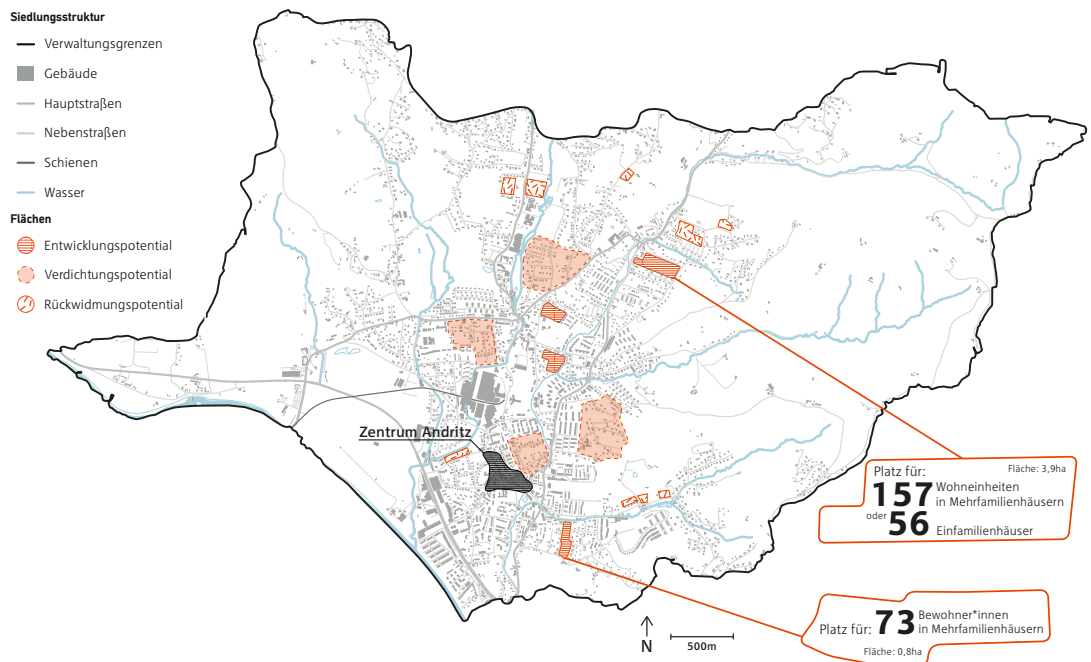 Siedlungsstruktur
Verwaltungsgrenzen
Gebäude
Hauptstraßen
Nebenstraßen
Schienen
Wasser
Flächen
Entwicklungspotential
Verdichtungspotential
Rückwidmungspotential
Zentrum Andritz
Platz für:
Fläche: 3,9ha
157 Wohneinheiten
in Mehrfamilienhäusern
oder
56 Einfamilienhäuser
Platz für: 73 Bewohner*innen
in Mehrfamilienhäusern
Fläche: 0,8ha
N
500m